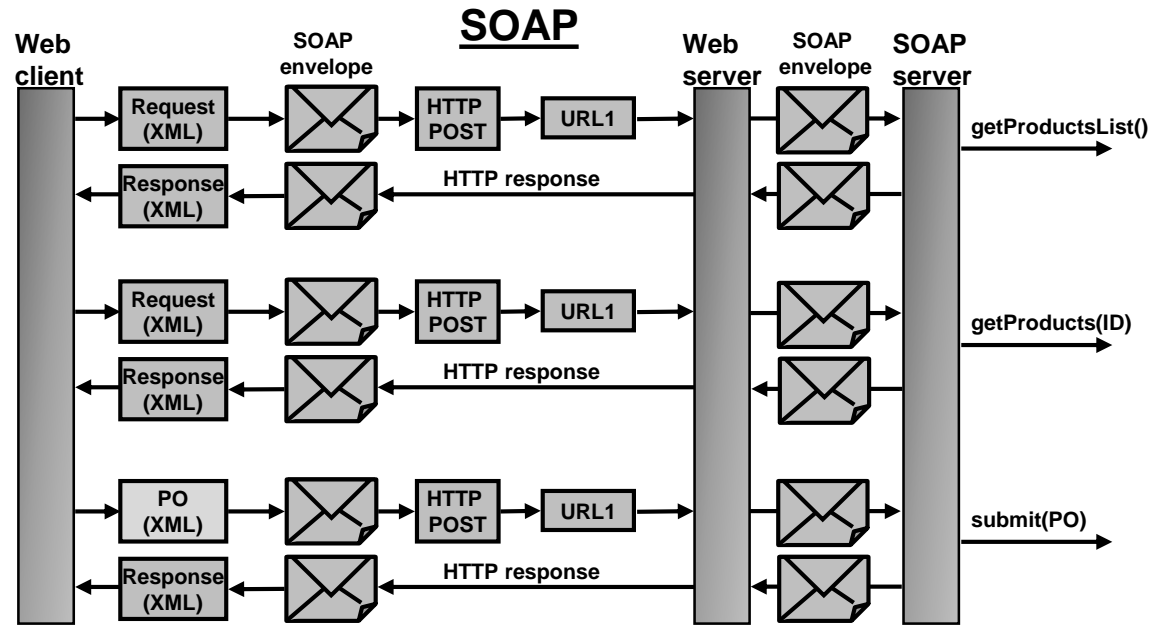 SOAP
Web
client
SOAP
envelope
Web
server
SOAP
envelope
SOAP
server
Request
(XML)
HTTP
POST
URL1
getProductsList()
Response
(XML)
HTTP response
Request
(XML)
HTTP
POST
URL1
getProducts(ID)
Response
(XML)
HTTP response
PO
(XML)
HTTP
POST
URL1
submit(PO)
Response
(XML)
HTTP response